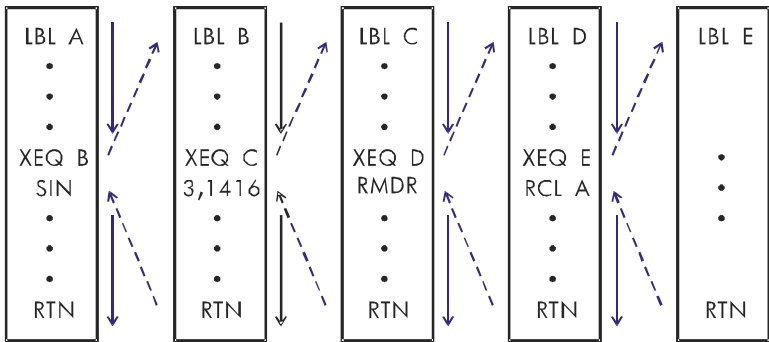 LBL A
XEQ B
SIN
RTN
LBL B
XEQ C
3,1416
RTN
LBL C
XEQ D
RMDR
RTN
LBL D
XEQ E
RCL A
RTN
LBL E
RTN